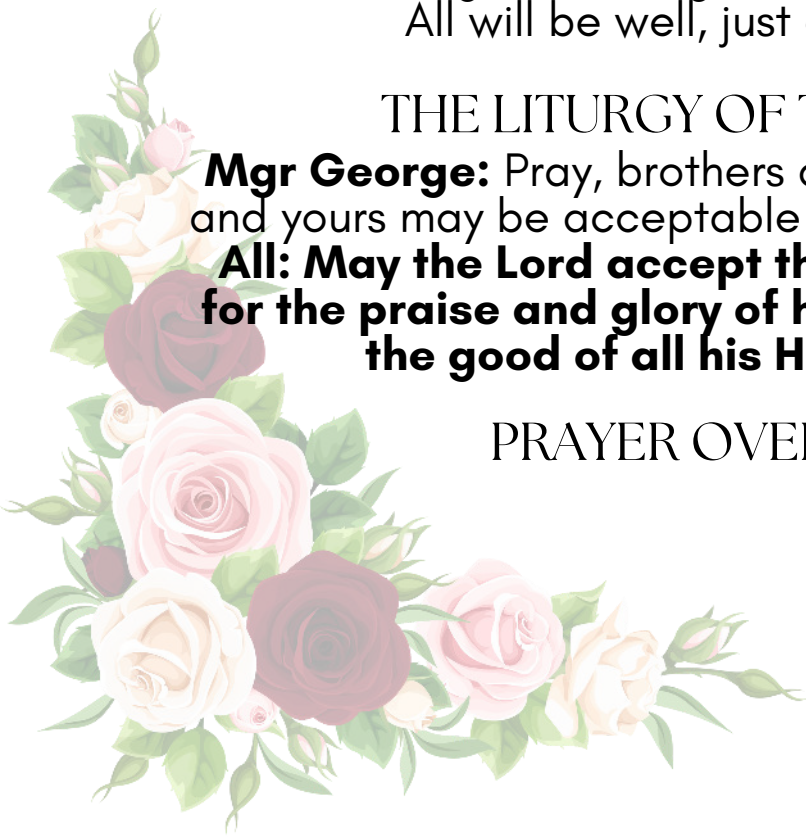 All will be well, just
THE LITURGY OF
Mgr George: Pray, brothers
and yours may be acceptable
All: May the Lord accept th
for the praise and glory of h
the good of all his H
PRAYER OVE